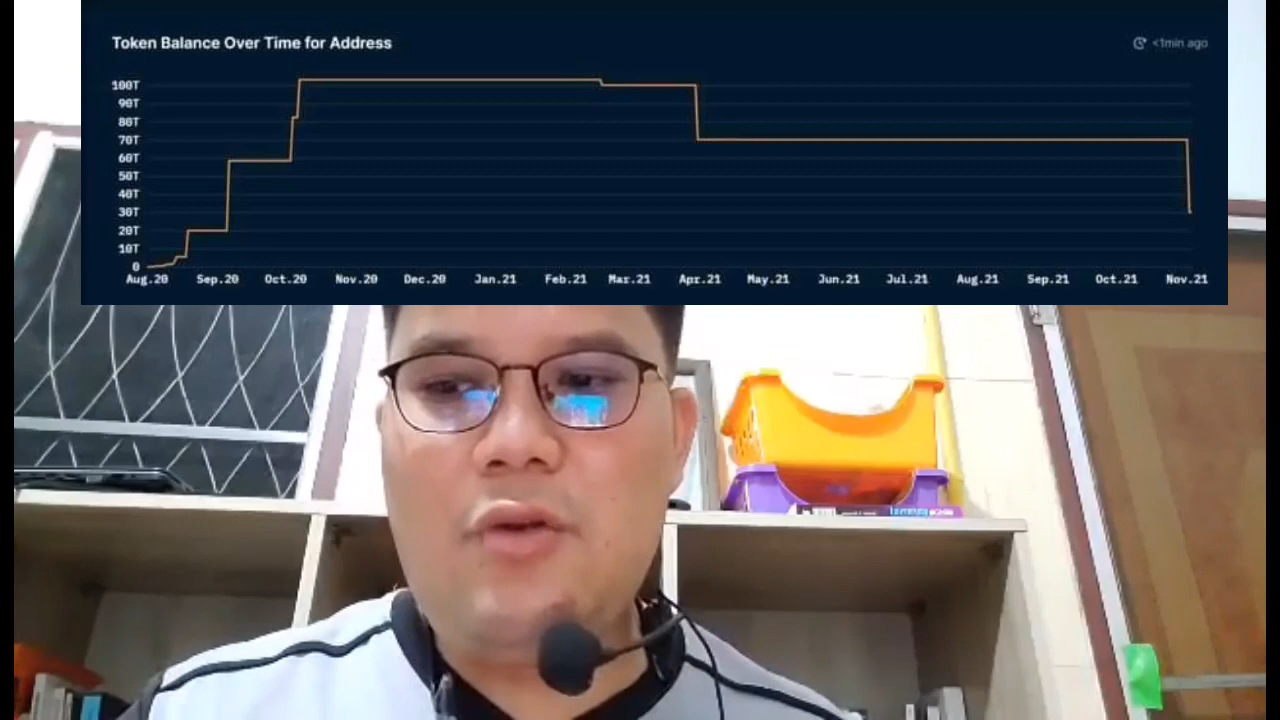 Token Balance Over Time for Address
<1min ago
100T
90T
80T
70T
60T
50T
40T
30T
20T
10T
0
Aug.20 Sep.20 Oct.20 Nov.20 Dec.20 Jan.21 Feb.21 Mar.21 Apr.21 May.21 Jun.21 Jul.21 Aug.21 Sep.21 Oct.21 Nov.21